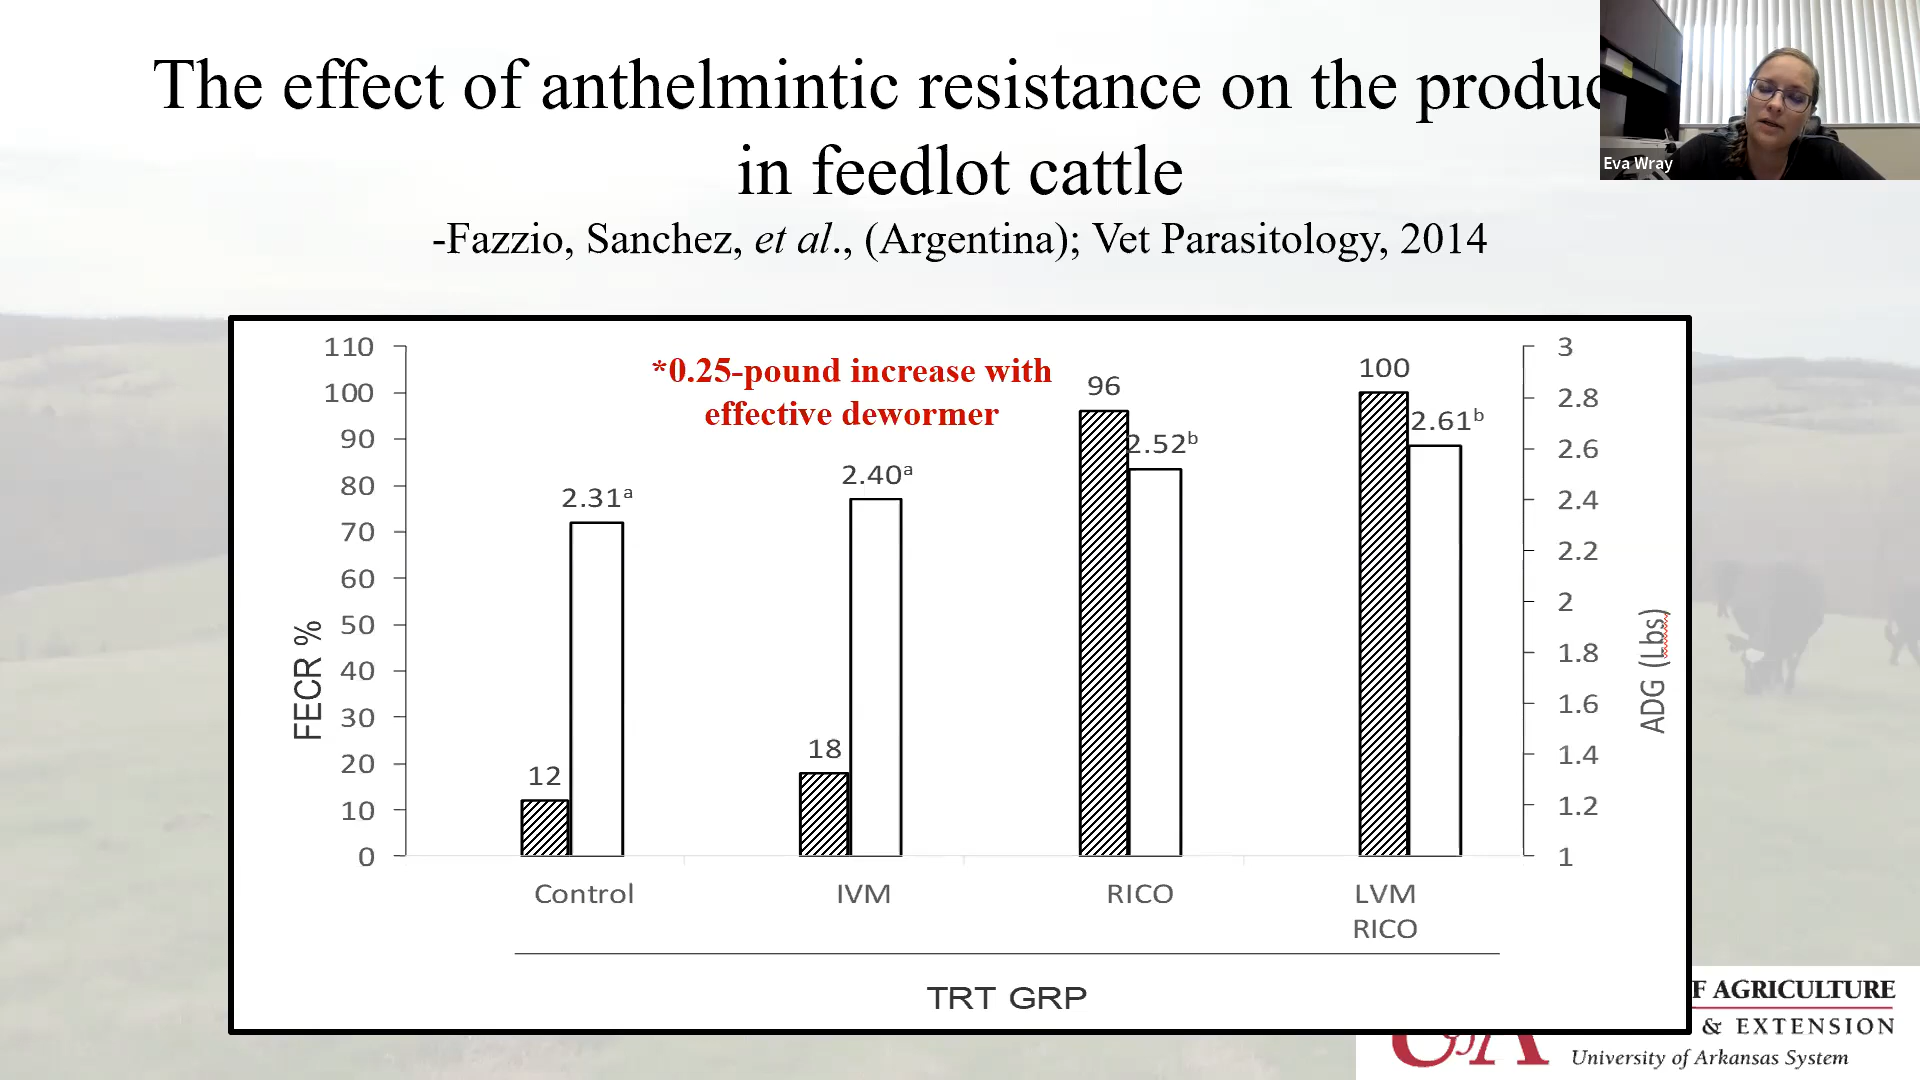 The effect of anthelmintic resistance on the produc
in feedlot cattle
-Fazzio, Sanchez, et al., (Argentina); Vet Parasitology, 2014
Eva Wray
*0.25-pound increase with
effective dewormer
110
100
90
80
70
60
50
40
30
20
10
0
FECR %
12
2.31ᵃ
18
2.40ᵃ
96
2.52ᵇ
100
2.61ᵇ
3
2.8
2.6
2.4
2.2
2
1.8
1.6
1.4
1.2
1
ADG (Lbs)
Control
IVM
RICO
LVM
RICO
TRT GRP
F AGRICULTURE
& EXTENSION
University of Arkansas System